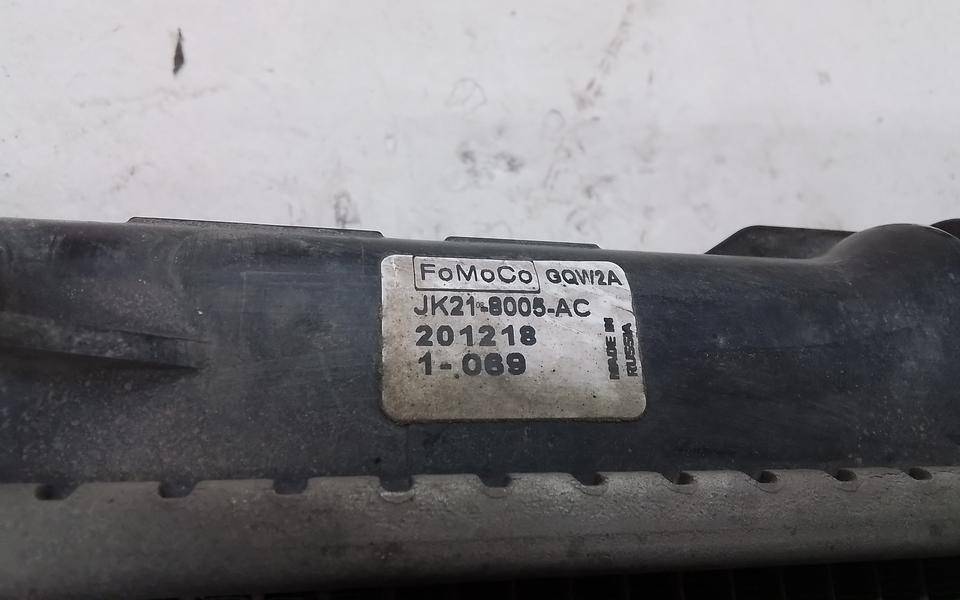 FoMoCo GQW2A
JK21-8005-AC
201218
1-069
MADE IN
RUSSIA